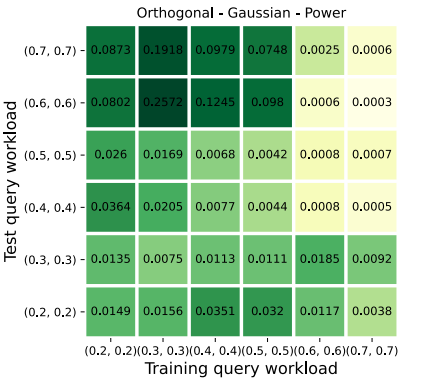 Orthogonal - Gaussian - Power
Test query workload
(0.7, 0.7) 0.0873 0.1918 0.0979 0.0748 0.0025 0.0006
(0.6, 0.6) 0.0802 0.2572 0.1245 0.098 0.0006 0.0003
(0.5, 0.5) 0.026 0.0169 0.0068 0.0042 0.0008 0.0007
(0.4, 0.4) 0.0364 0.0205 0.0077 0.0044 0.0008 0.0005
(0.3, 0.3) 0.0135 0.0075 0.0113 0.0111 0.0185 0.0092
(0.2, 0.2) 0.0149 0.0156 0.0351 0.032 0.0117 0.0038
(0.2, 0.2)(0.3, 0.3)(0.4, 0.4)(0.5, 0.5)(0.6, 0.6)(0.7, 0.7)
Training query workload